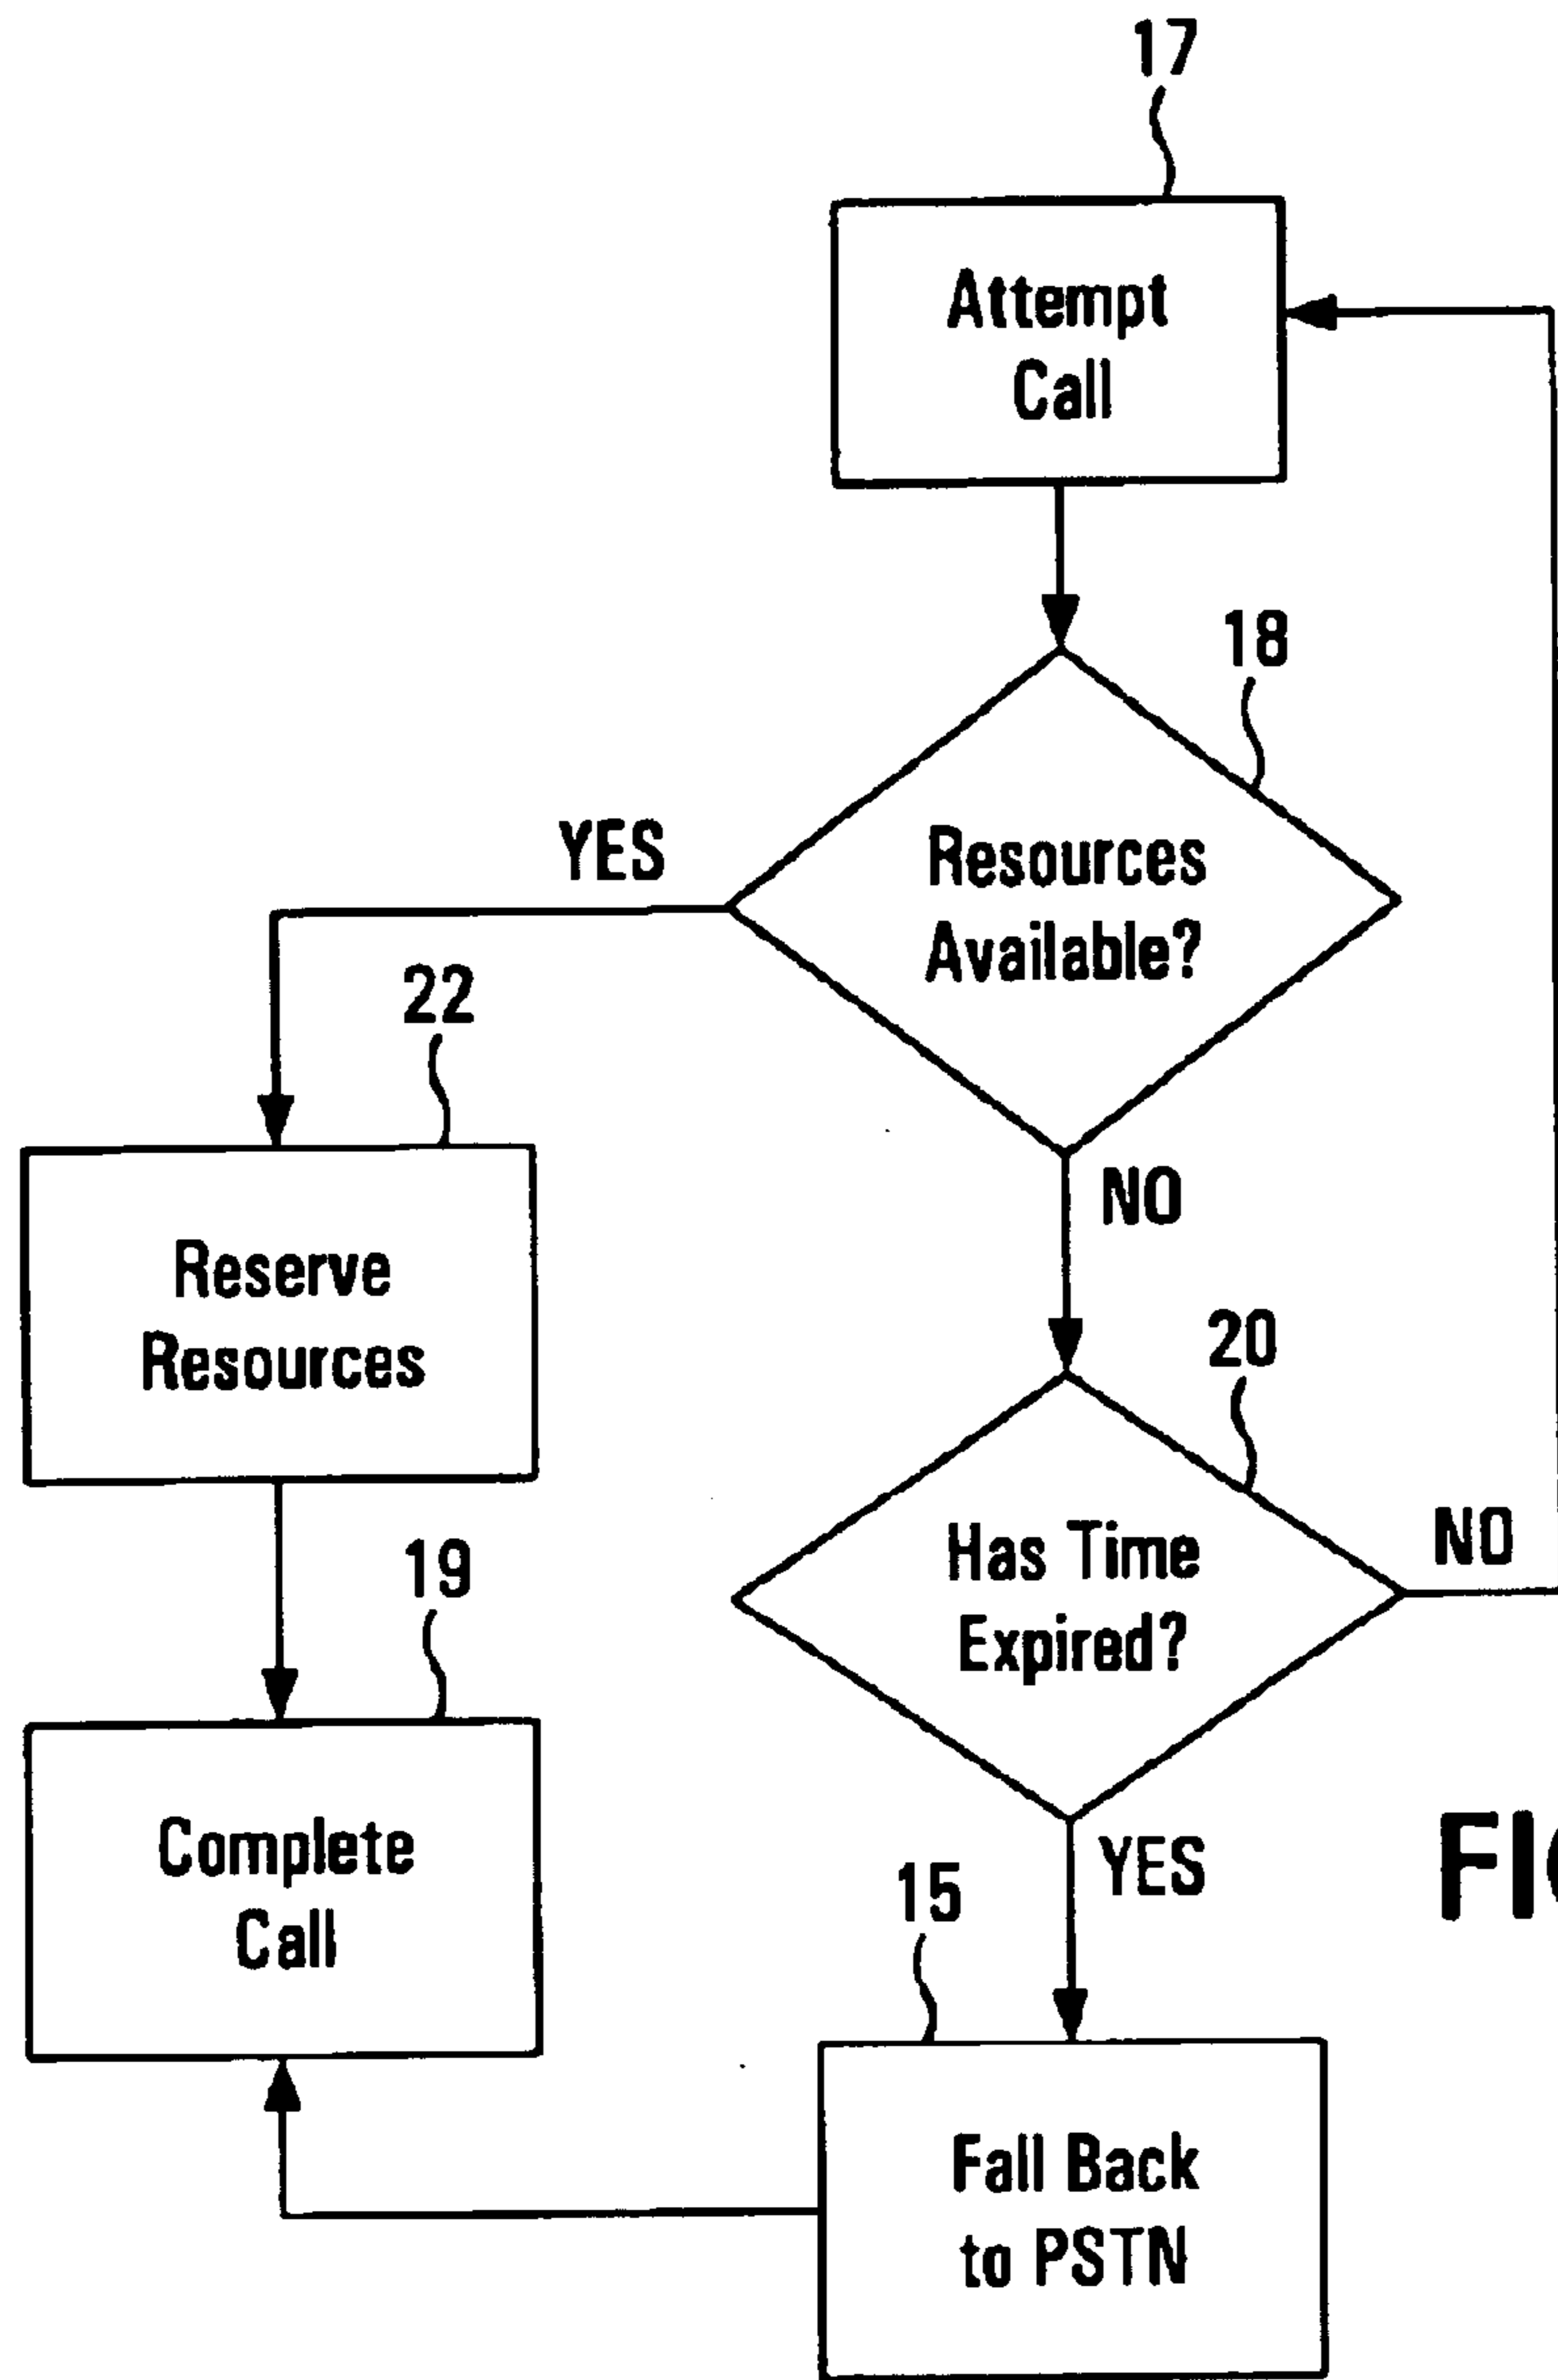 17
Attempt
Call
18
Resources
Available?
YES
22
NO
Reserve
Resources
20
Has Time
Expired?
NO
19
Complete
Call
YES
15
Fall Back
to PSTN